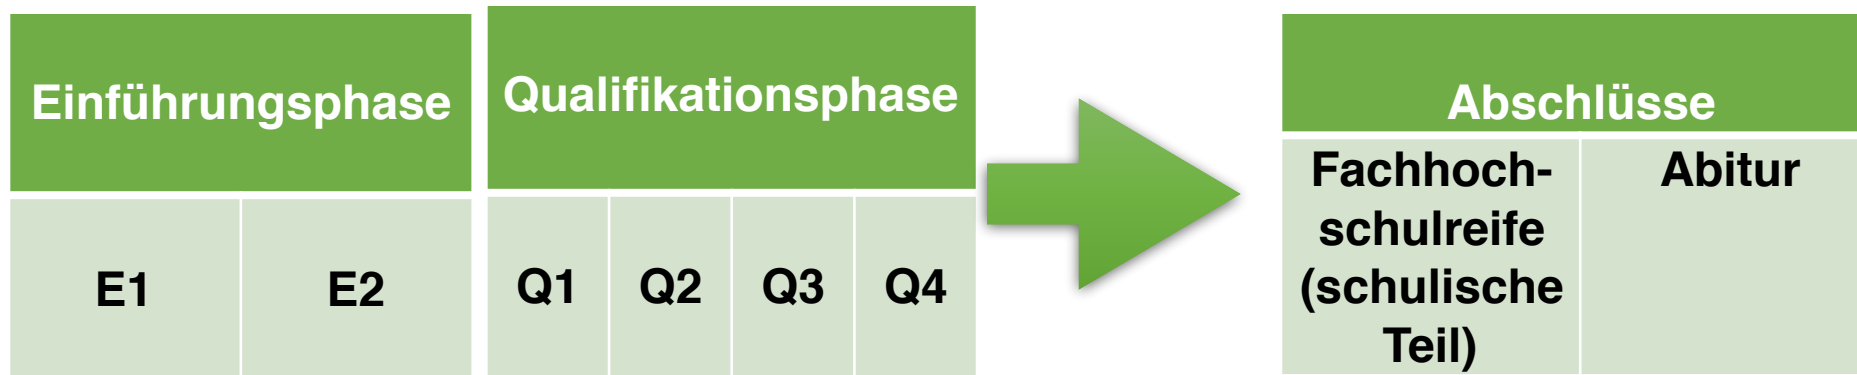 Einführungsphase
E1 E2
Qualifikationsphase
Q1 Q2 Q3 Q4
Abschlüsse
Fachhoch-
schulreife
(schulische
Teil)
Abitur